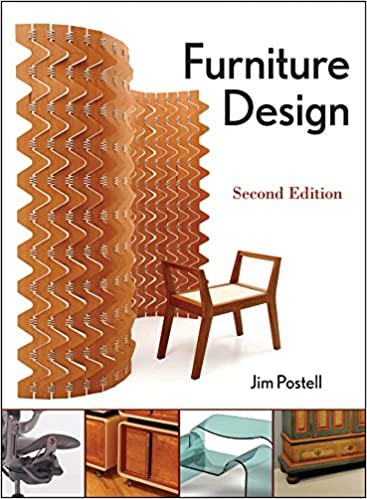 Furniture
Design
Second Edition
Jim Postell